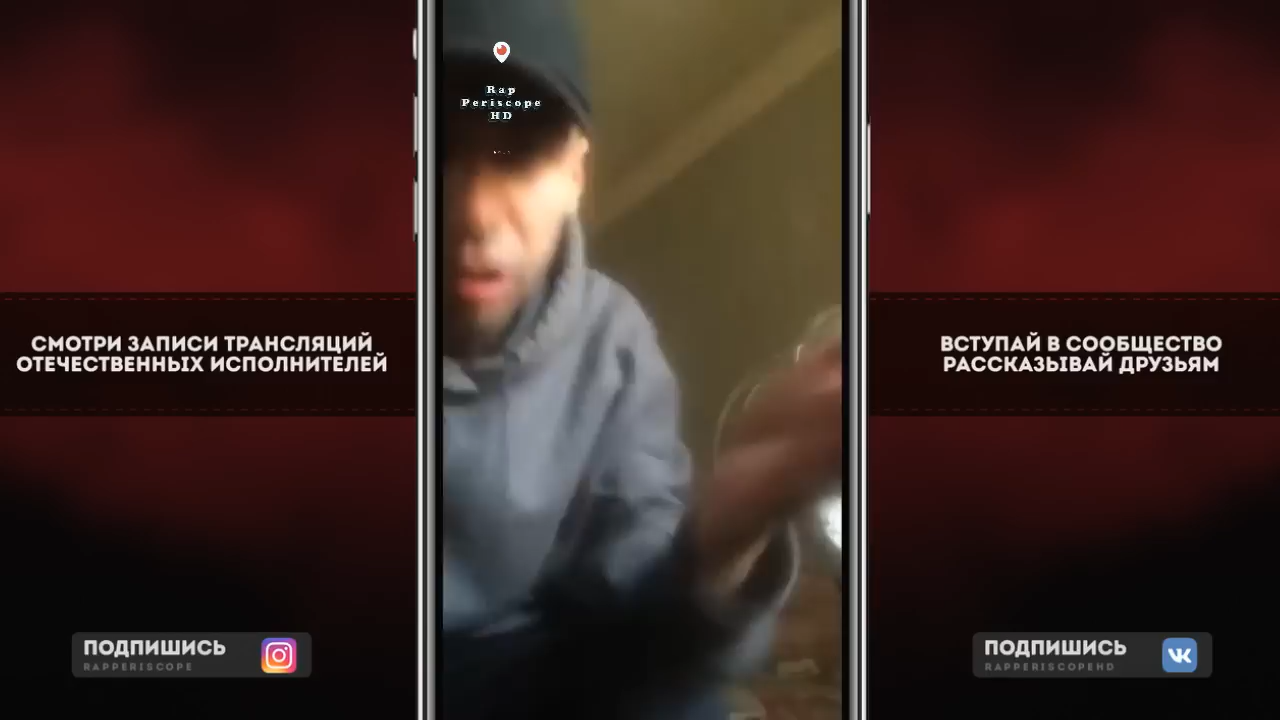 Rap
Periscope
HD
СМОТРИ ЗАПИСИ ТРАНСЛЯЦИЙ
ОТЕЧЕСТВЕННЫХ ИСПОЛНИТЕЛЕЙ
ВСТУПАЙ В СООБЩЕСТВО
РАССКАЗЫВАЙ ДРУЗЬЯМ
ПОДПИШИСЬ
RAPPERISCOPE
ПОДПИШИСЬ
RAPPERISCOPEHD